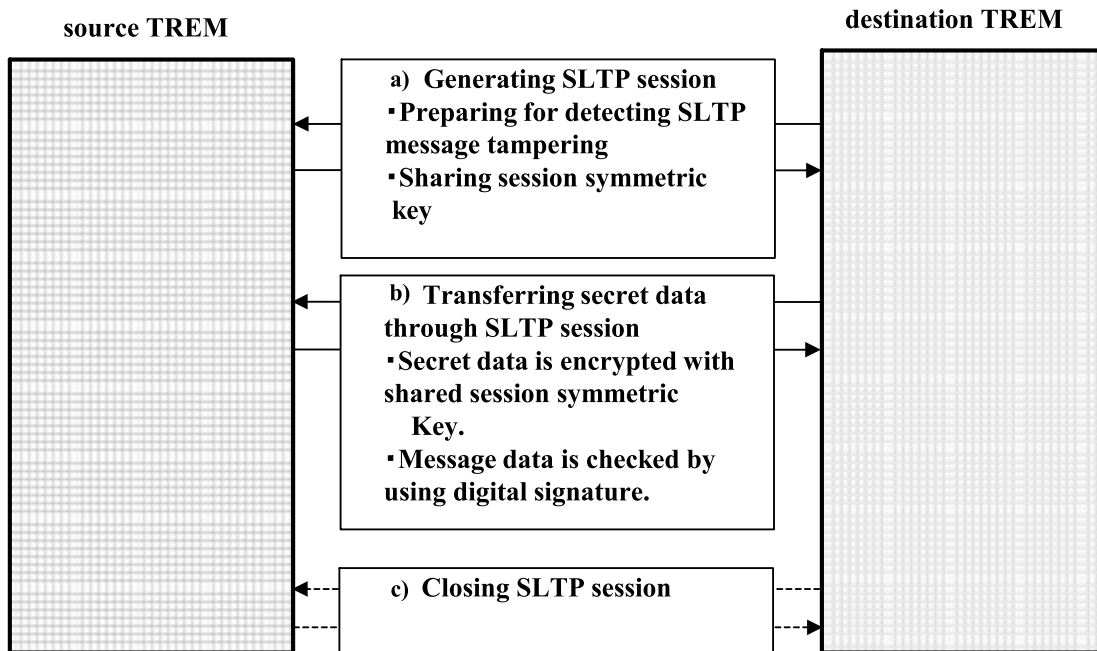 source TREM
destination TREM
a) Generating SLTP session
・Preparing for detecting SLTP
message tampering
・Sharing session symmetric
key
b) Transferring secret data
through SLTP session
・Secret data is encrypted with
shared session symmetric
Key.
・Message data is checked by
using digital signature.
c) Closing SLTP session